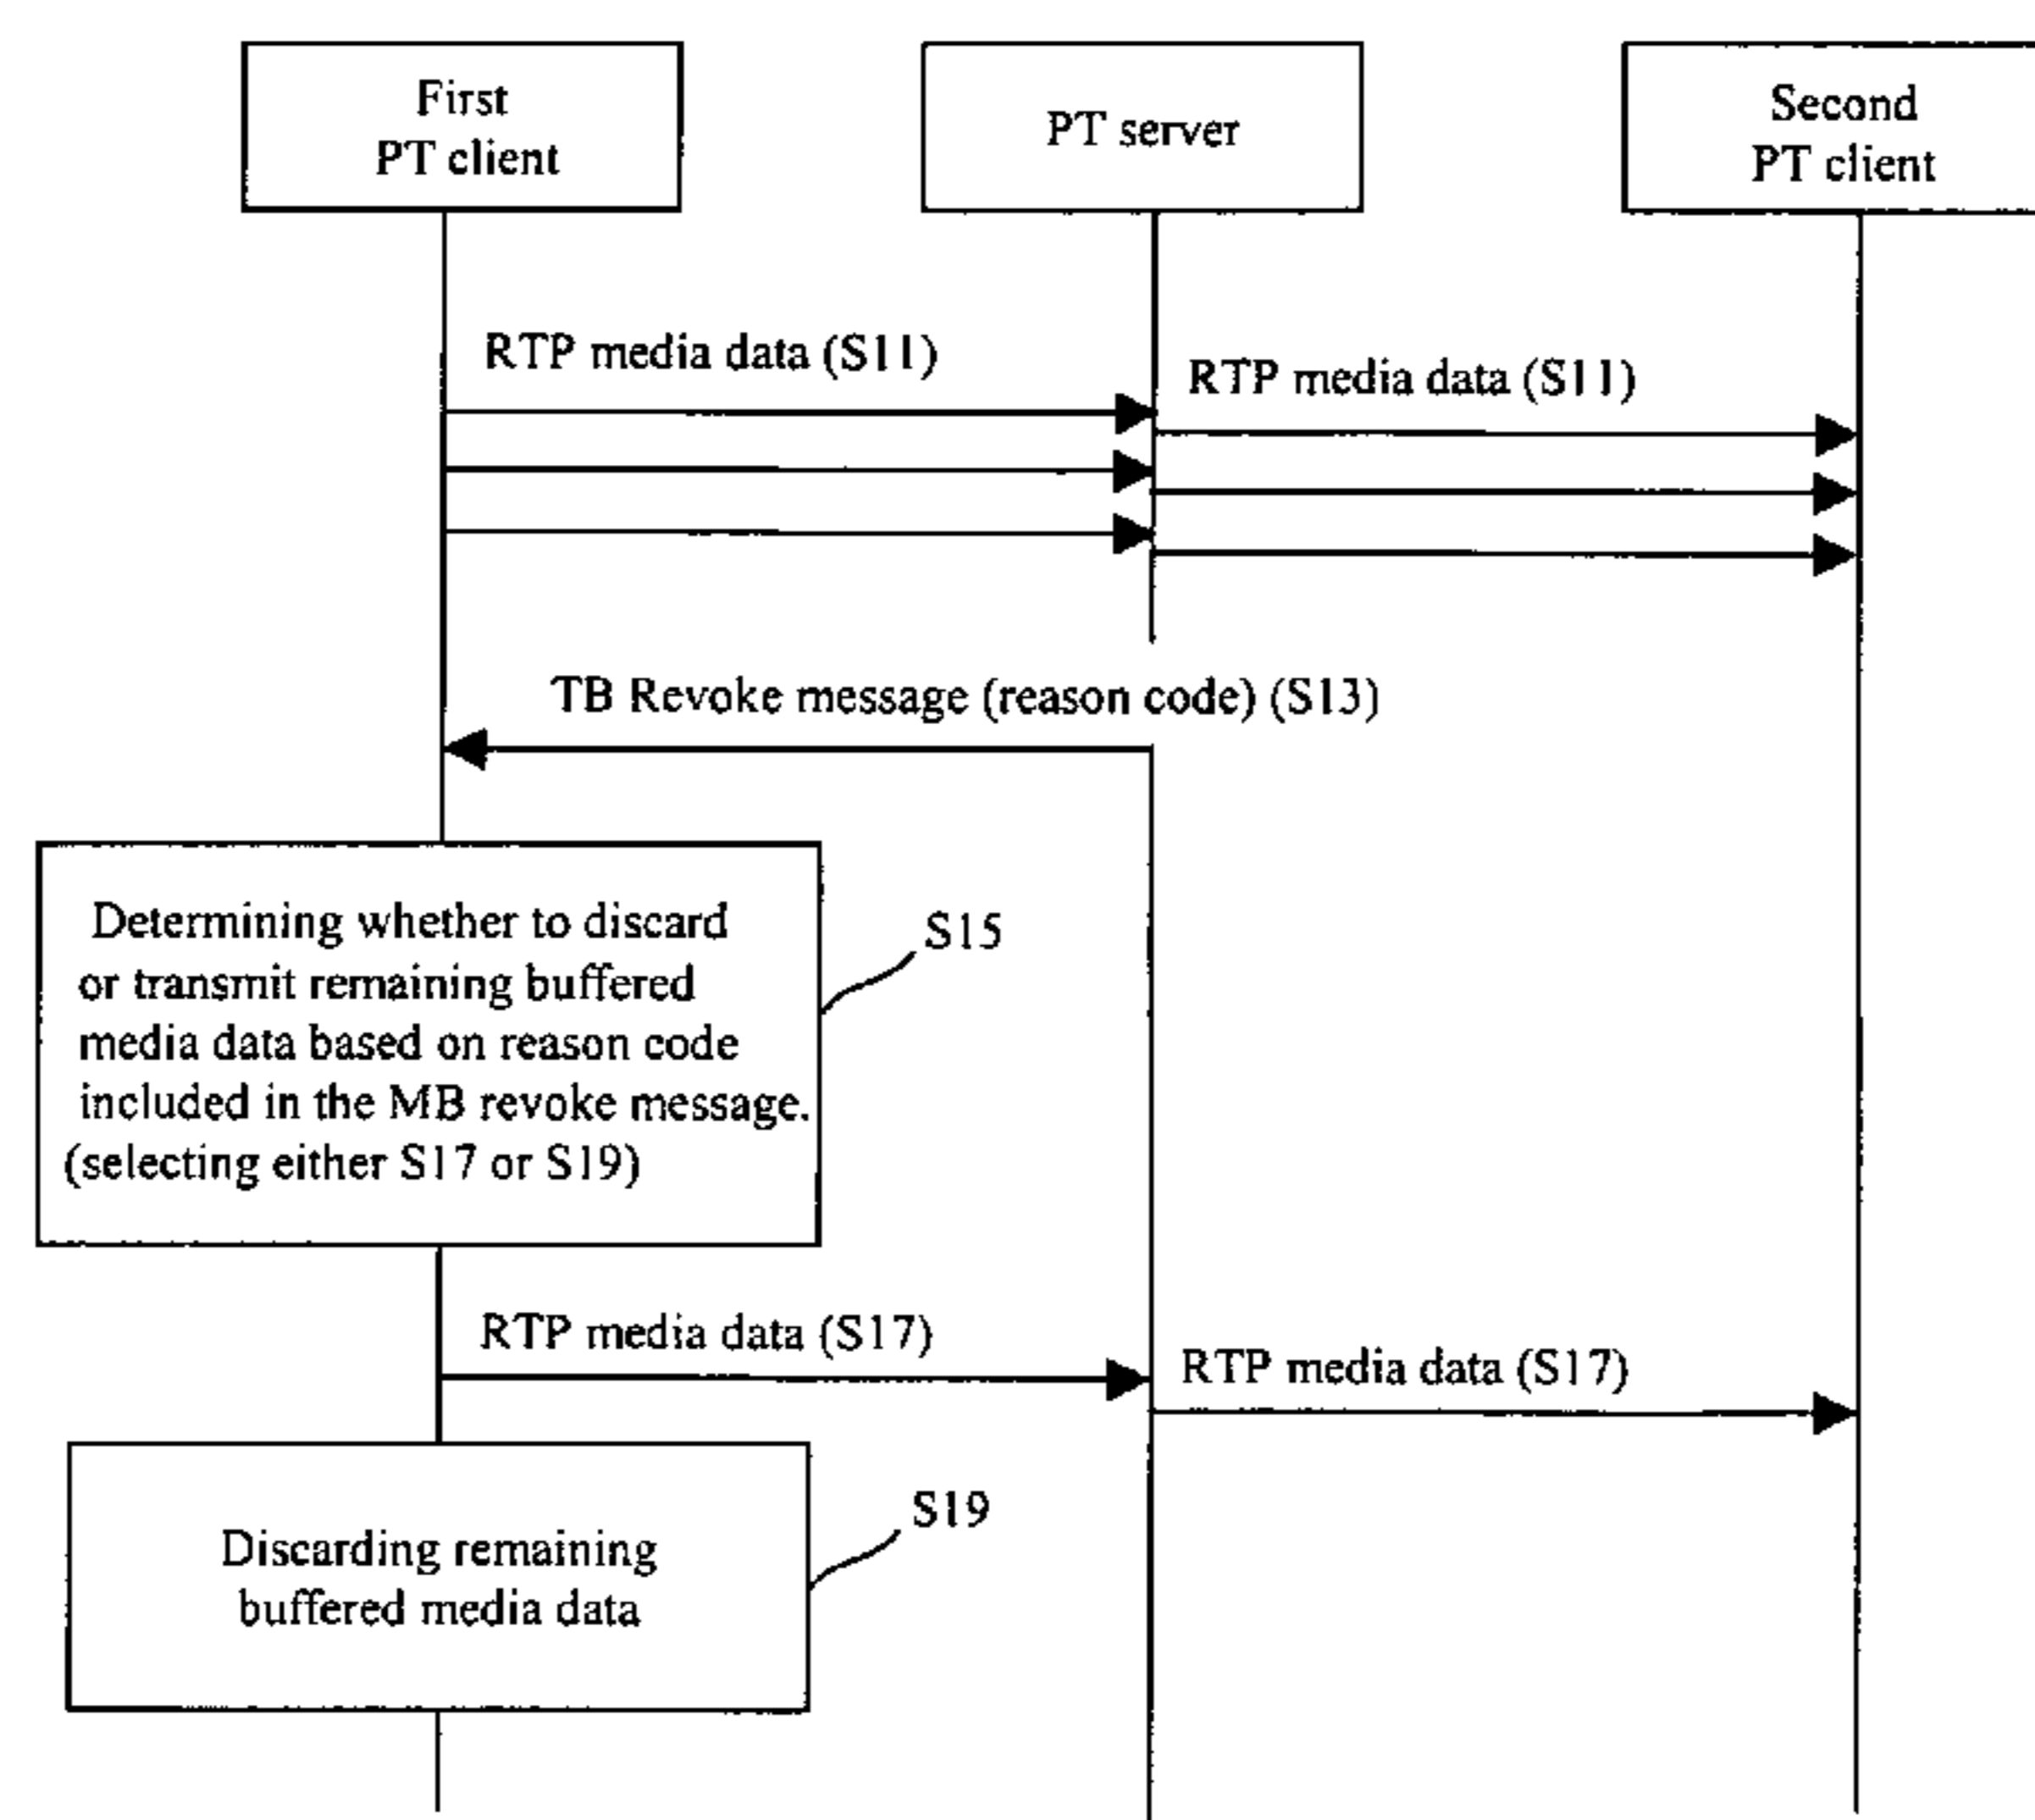 First
PT client
PT server
Second
PT client
RTP media data (S11)
RTP media data (S11)
TB Revoke message (reason code) (S13)
Determining whether to discard
or transmit remaining buffered
media data based on reason code
included in the MB revoke message.
(selecting either S17 or S19)
S15
RTP media data (S17)
RTP media data (S17)
Discarding remaining
buffered media data
S19